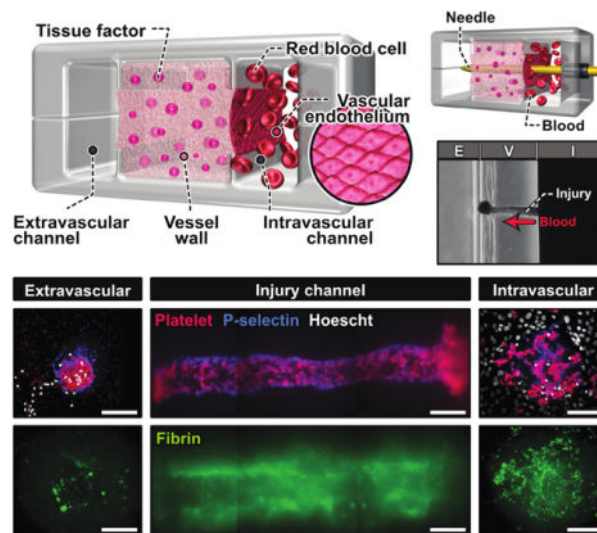 Tissue factor
Red blood cell
Vascular
endothelium
Extravascular
channel
Vessel
wall
Intravascular
channel
Needle
Blood
E V I
Injury
Blood
Extravascular
Injury channel
Intravascular
Platelet P-selectin Hoescht
Fibrin